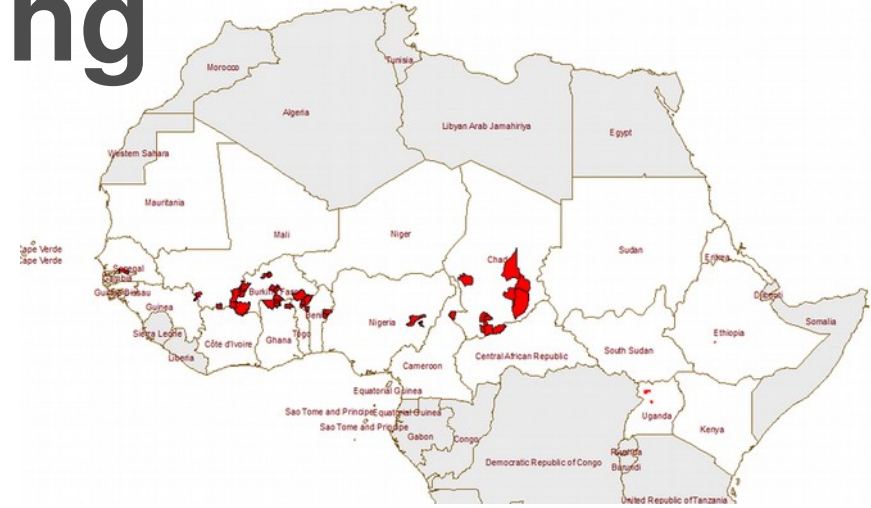 ng
Morocco
Tunisia
Algeria
Libyan Arab Jamahiriya
Egypt
Western Sahara
Mauritania
Mali
Niger
Chad
Sudan
Eritrea
Cape Verde
Cape Verde
Senegal
Gambia
Guinea-Bissau
Guinea
Burkina Faso
Benin
Nigeria
Djibouti
Somalia
Ethiopia
Sierra Leone
Liberia
Côte d'Ivoire
Ghana
Togo
Cameroon
Central African Republic
South Sudan
Equatorial Guinea
Sao Tome and Principe
Equatorial Guinea
Sao Tome and Principe
Gabon
Congo
Democratic Republic of Congo
Uganda
Kenya
Rwanda
Burundi
United Republic of Tanzania